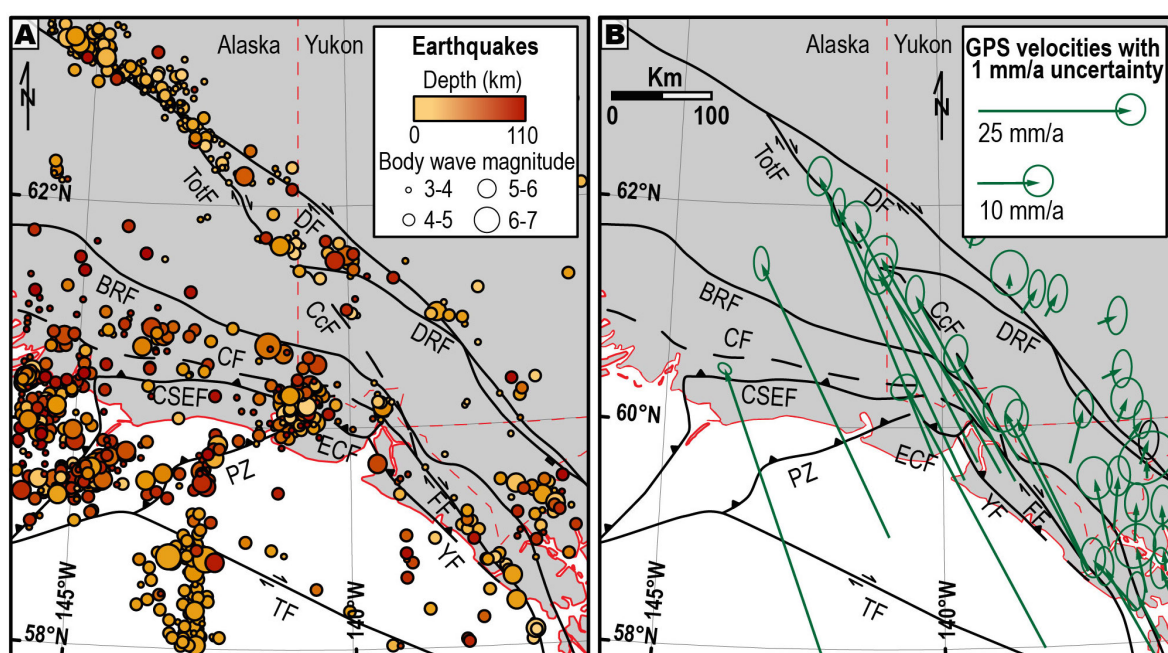 A
Alaska
Yukon
Earthquakes
Depth (km)
0
110
Body wave magnitude
3-4
5-6
4-5
6-7
N
62°N
TotF
DF
BRF
CcF
DRF
CF
CSEF
ECF
PZ
FF
YF
TF
145°W
140°W
58°N
B
Alaska
Yukon
Km
0
100
N
GPS velocities with
1 mm/a uncertainty
25 mm/a
10 mm/a
TotF
62°N
DF
BRF
CcF
DRF
CF
CSEF
60°N
ECF
PZ
YF
FF
TF
145°W
140°W
58°N